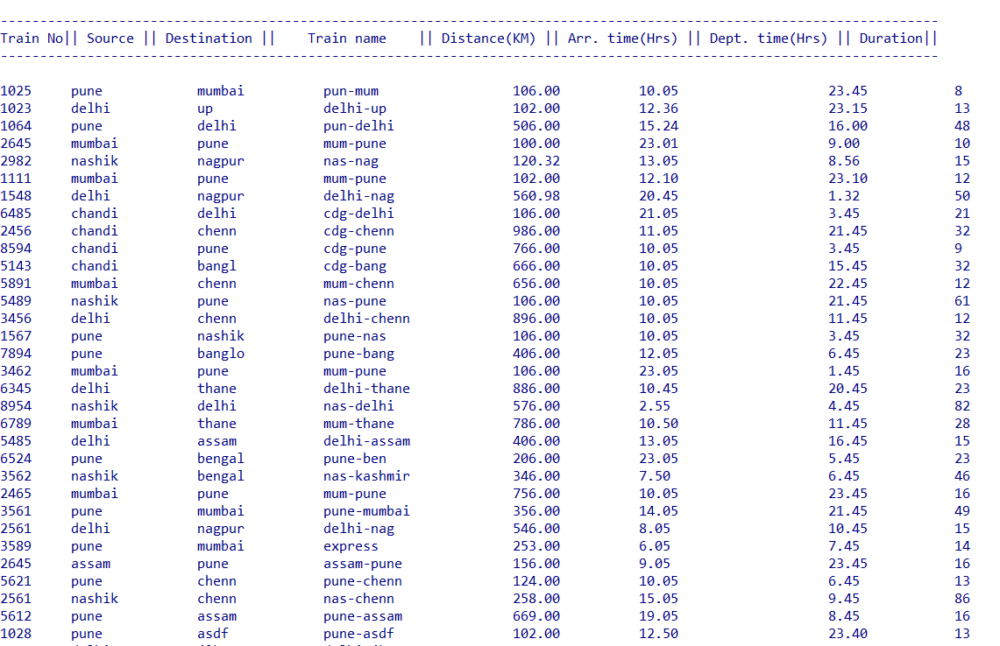 -----------------------------------------------------------------------------------------------------------------------
Train No|| Source || Destination ||    Train name    || Distance(KM) || Arr. time(Hrs) || Dept. time(Hrs) || Duration||
-----------------------------------------------------------------------------------------------------------------------
1025 pune mumbai pun-mum 106.00 10.05 23.45 8
1023 delhi up delhi-up 102.00 12.36 23.15 13
1064 pune delhi pun-delhi 506.00 15.24 16.00 48
2645 mumbai pune mum-pune 100.00 23.01 9.00 10
2982 nashik nagpur nas-nag 120.32 13.05 8.56 15
1111 mumbai pune mum-pune 102.00 12.10 23.10 12
1548 delhi nagpur delhi-nag 560.98 20.45 1.32 50
6485 chandi delhi cdg-delhi 106.00 21.05 3.45 21
2456 chandi chenn cdg-chenn 986.00 11.05 21.45 32
8594 chandi pune cdg-pune 766.00 10.05 3.45 9
5143 chandi bangl cdg-bang 666.00 10.05 15.45 32
5891 mumbai chenn mum-chenn 656.00 10.05 22.45 12
5489 nashik pune nas-pune 106.00 10.05 21.45 61
3456 delhi chenn delhi-chenn 896.00 10.05 11.45 12
1567 pune nashik pune-nas 106.00 10.05 3.45 32
7894 pune banglo pune-bang 406.00 12.05 6.45 23
3462 mumbai pune mum-pune 106.00 23.05 1.45 16
6345 delhi thane delhi-thane 886.00 10.45 20.45 23
8954 nashik delhi nas-delhi 576.00 2.55 4.45 82
6789 mumbai thane mum-thane 786.00 10.50 11.45 28
5485 delhi assam delhi-assam 406.00 13.05 16.45 15
6524 pune bengal pune-ben 206.00 23.05 5.45 23
3562 nashik bengal nas-kashmir 346.00 7.50 6.45 46
2465 mumbai pune mum-pune 756.00 10.05 23.45 16
3561 pune mumbai pune-mumbai 356.00 14.05 21.45 49
2561 delhi nagpur delhi-nag 546.00 8.05 10.45 15
3589 pune mumbai express 253.00 6.05 7.45 14
2645 assam pune assam-pune 156.00 9.05 23.45 16
5621 pune chenn pune-chenn 124.00 10.05 6.45 13
2561 nashik chenn nas-chenn 258.00 15.05 9.45 86
5612 pune assam pune-assam 669.00 19.05 8.45 16
1028 pune asdf pune-asdf 102.00 12.50 23.40 13